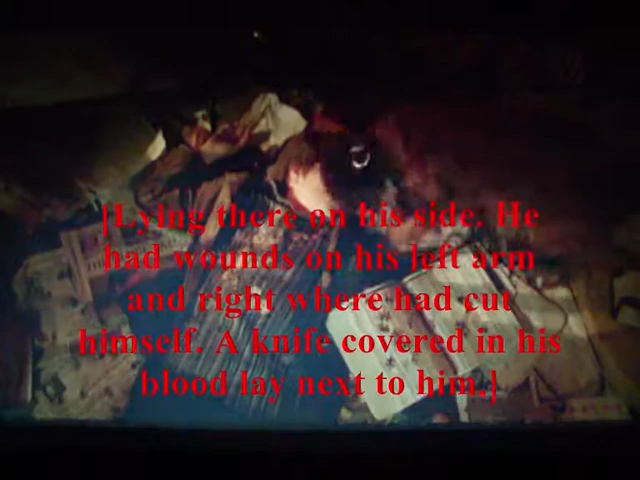 [Lying there on his side. He
had wounds on his left arm
and right where had cut
himself. A knife covered in his
blood lay next to him.]